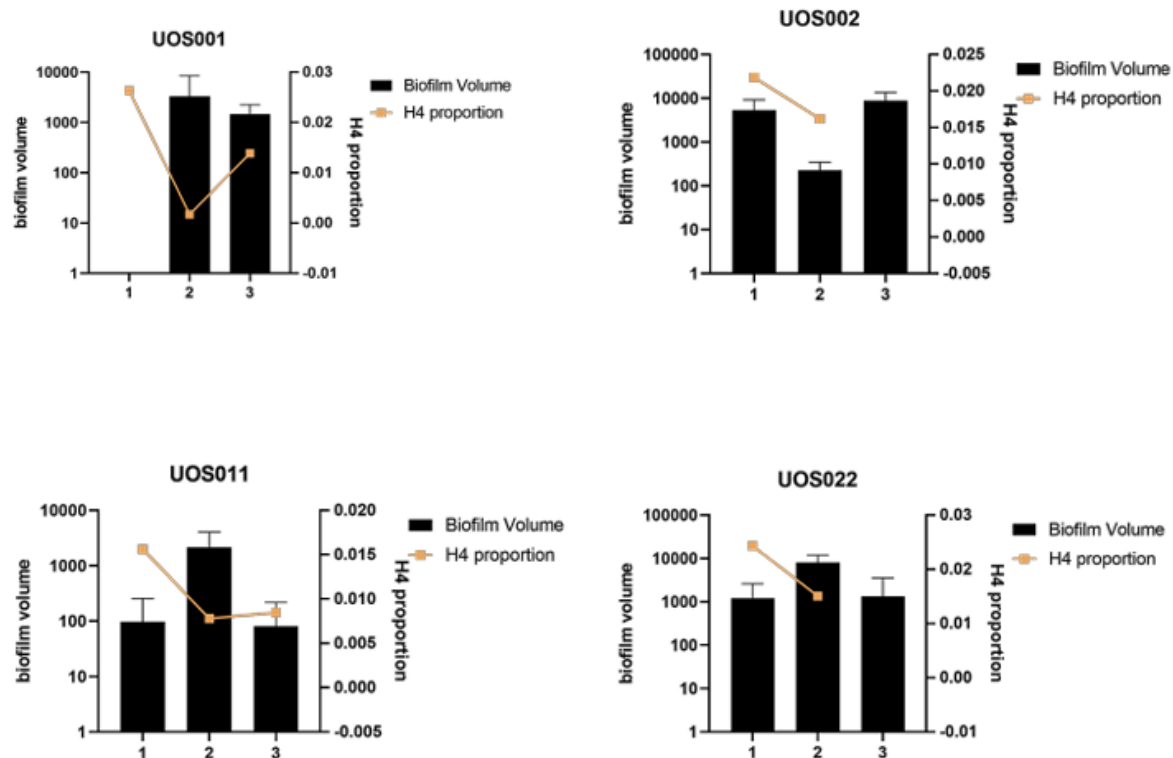 UOS001
10000
1000
100
10
1
biofilm volume
0.03
0.02
0.01
0.00
-0.01
H4 proportion
1
2
3
Biofilm Volume
H4 proportion
UOS002
100000
10000
1000
100
10
1
biofilm volume
0.025
0.020
0.015
0.010
0.005
0.000
-0.005
H4 proportion
1
2
3
Biofilm Volume
H4 proportion
UOS011
10000
1000
100
10
1
biofilm volume
0.020
0.015
0.010
0.005
0.000
-0.005
H4 proportion
1
2
3
Biofilm Volume
H4 proportion
UOS022
100000
10000
1000
100
10
1
biofilm volume
0.03
0.02
0.01
0.00
-0.01
H4 proportion
1
2
3
Biofilm Volume
H4 proportion